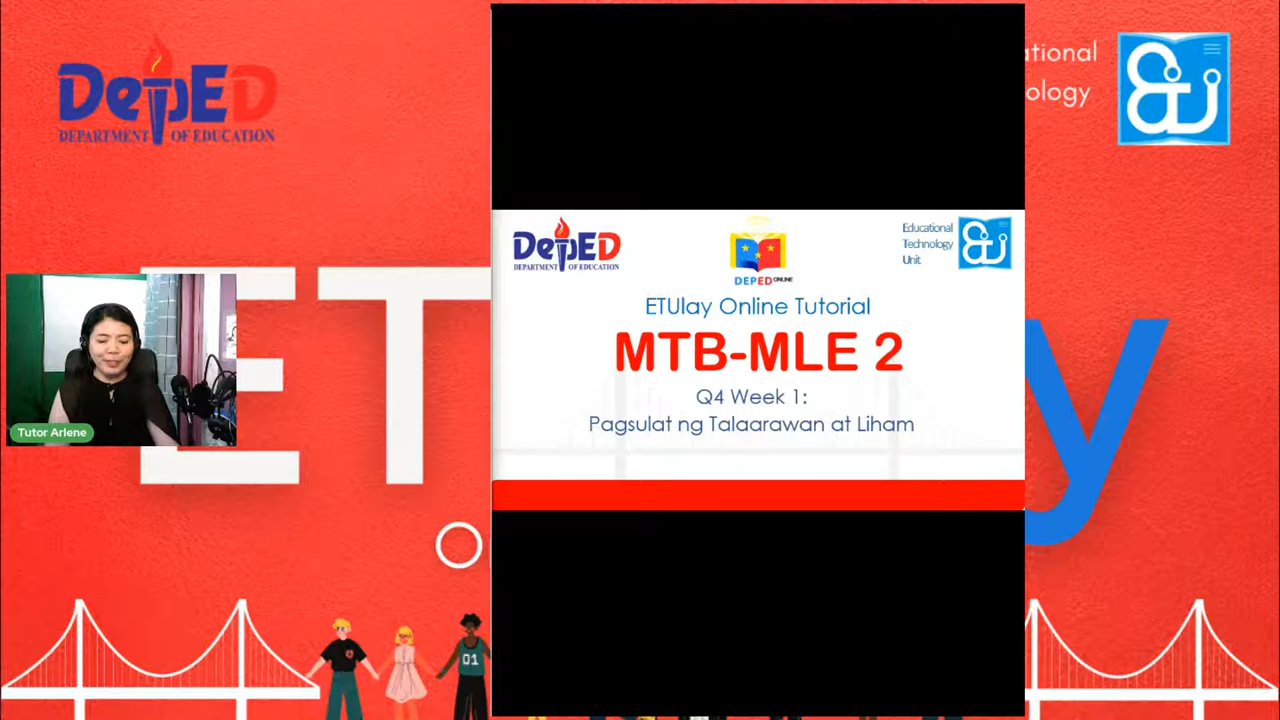 DepED
DEPARTMENT OF EDUCATION
ational
ology
ET
y
O
Tutor Arlene
DepED
DEPARTMENT OF EDUCATION
DEPED ONLINE
Educational
Technology
Unit
ETUlay Online Tutorial
MTB-MLE 2
Q4 Week 1:
Pagsulat ng Talaarawan at Liham
01